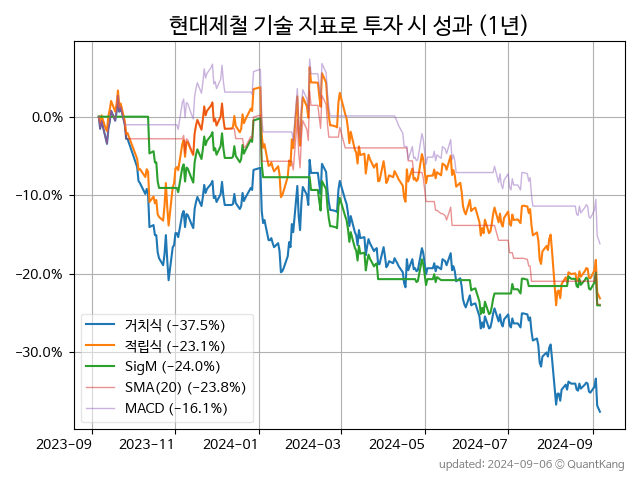 현대제철 기술 지표로 투자 시 성과 (1년)
0.0%
−10.0%
−20.0%
−30.0%
거치식 (−37.5%)
적립식 (−23.1%)
SigM (−24.0%)
SMA(20) (−23.8%)
MACD (−16.1%)
2023-09 2023-11 2024-01 2024-03 2024-05 2024-07 2024-09
updated: 2024-09-06 © QuantKang